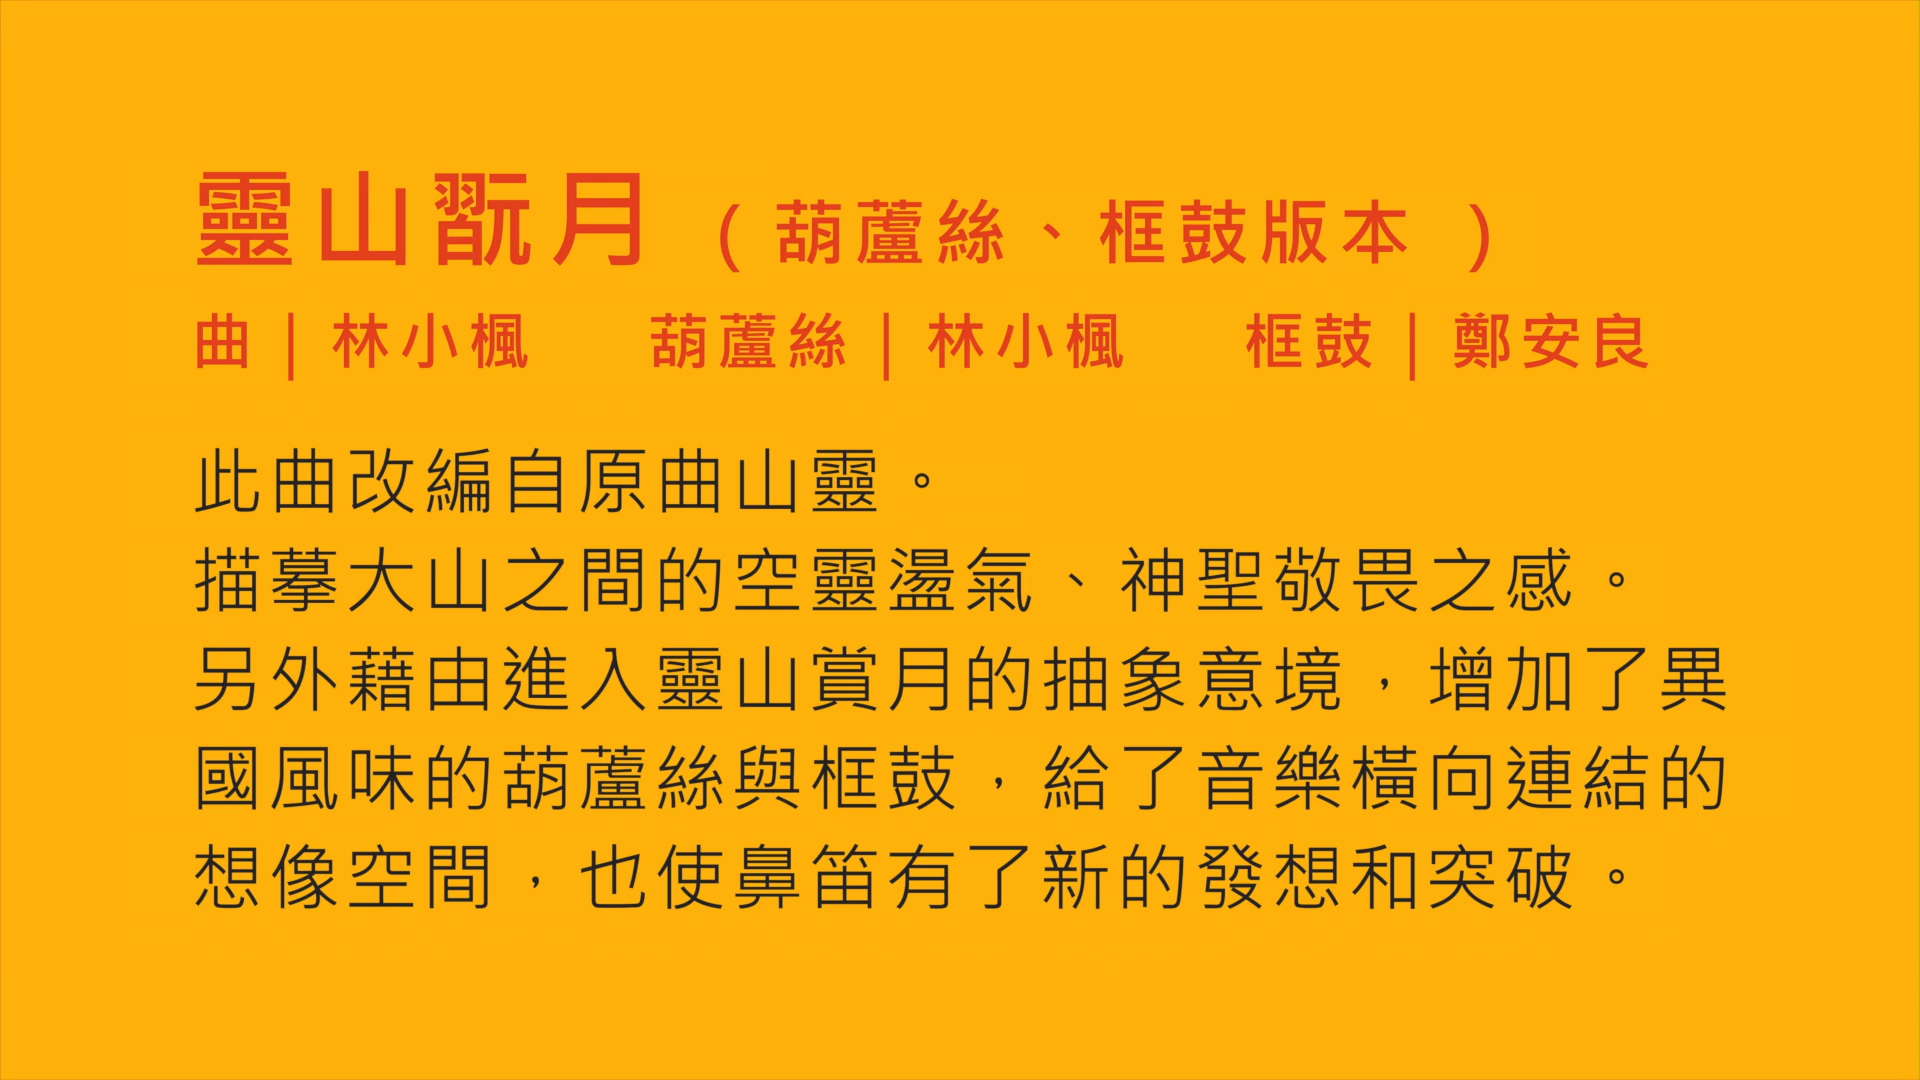 靈山翫月（葫蘆絲、框鼓版本 ）
曲｜林小楓 葫蘆絲｜林小楓 框鼓｜鄭安良
此曲改編自原曲山靈。
描摹大山之間的空靈盪氣、神聖敬畏之感。
另外藉由進入靈山賞月的抽象意境，增加了異
國風味的葫蘆絲與框鼓，給了音樂橫向連結的
想像空間，也使鼻笛有了新的發想和突破。